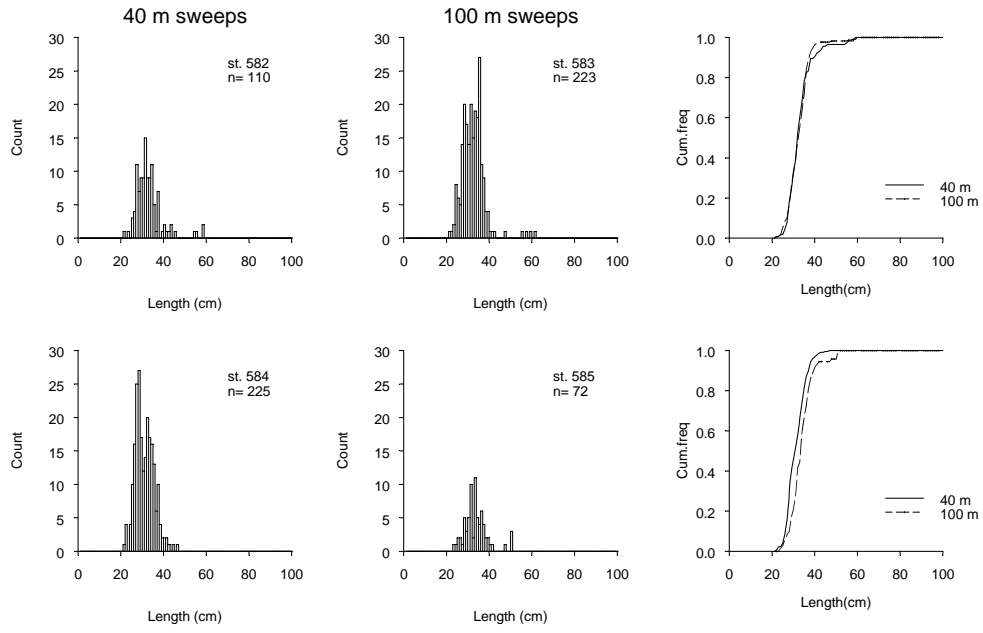 40 m sweeps
100 m sweeps
30
25
20
15
10
5
0
Count
st. 582
n= 110
0 20 40 60 80 100
Length (cm)
30
25
20
15
10
5
0
Count
st. 583
n= 223
0 20 40 60 80 100
Length (cm)
1.0
0.8
0.6
0.4
0.2
0.0
Cum.freq
40 m
100 m
0 20 40 60 80 100
Length(cm)
30
25
20
15
10
5
0
Count
st. 584
n= 225
0 20 40 60 80 100
Length (cm)
30
25
20
15
10
5
0
Count
st. 585
n= 72
0 20 40 60 80 100
Length (cm)
1.0
0.8
0.6
0.4
0.2
0.0
Cum.freq
40 m
100 m
0 20 40 60 80 100
Length(cm)